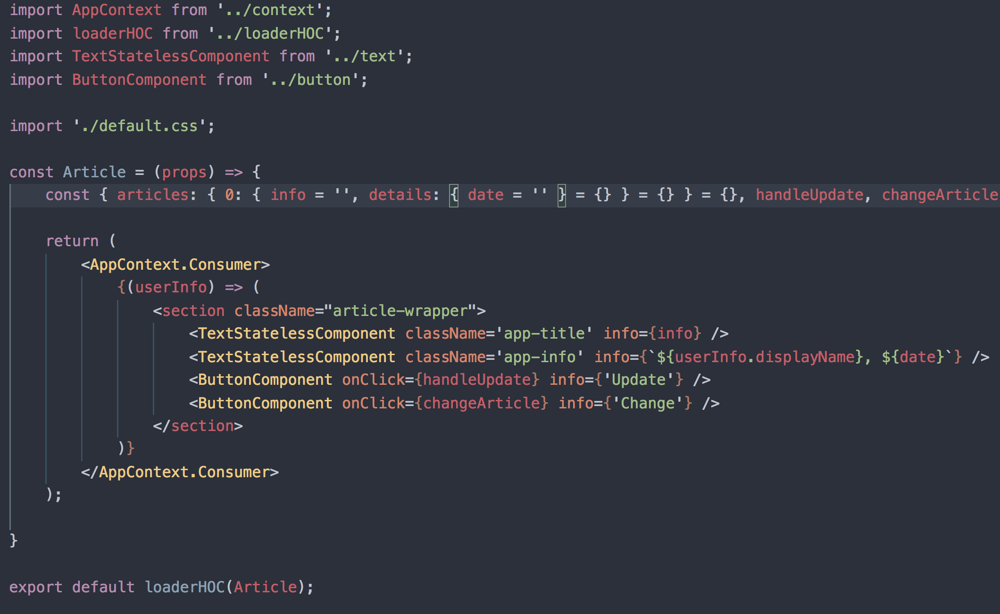 import AppContext from '../context';
import loaderHOC from '../loaderHOC';
import TextStatelessComponent from '../text';
import ButtonComponent from '../button';
import './default.css';
const Article = (props) => {
const { articles: { 0: { info = '', details: { date = '' } = {} } = {} } = {}, handleUpdate, changeArticle
return (
<AppContext.Consumer>
{(userInfo) => (
<section className="article-wrapper">
<TextStatelessComponent className='app-title' info={info} />
<TextStatelessComponent className='app-info' info={`${userInfo.displayName}, ${date}`} />
<ButtonComponent onClick={handleUpdate} info={'Update'} />
<ButtonComponent onClick={changeArticle} info={'Change'} />
</section>
)}
</AppContext.Consumer>
);
}
export default loaderHOC(Article);